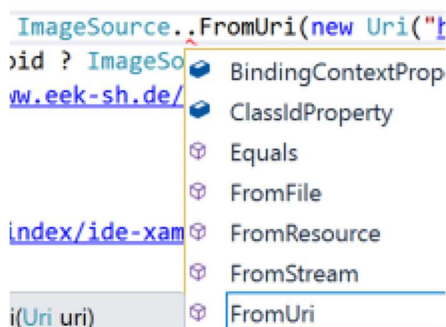 ImageSource..FromUri(new Uri("h
oid ? ImageSo
BindingContextProp
ww.eek-sh.de/
ClassIdProperty
Equals
FromFile
index/ide-xam
FromResource
FromStream
FromUri
i(Uri uri)